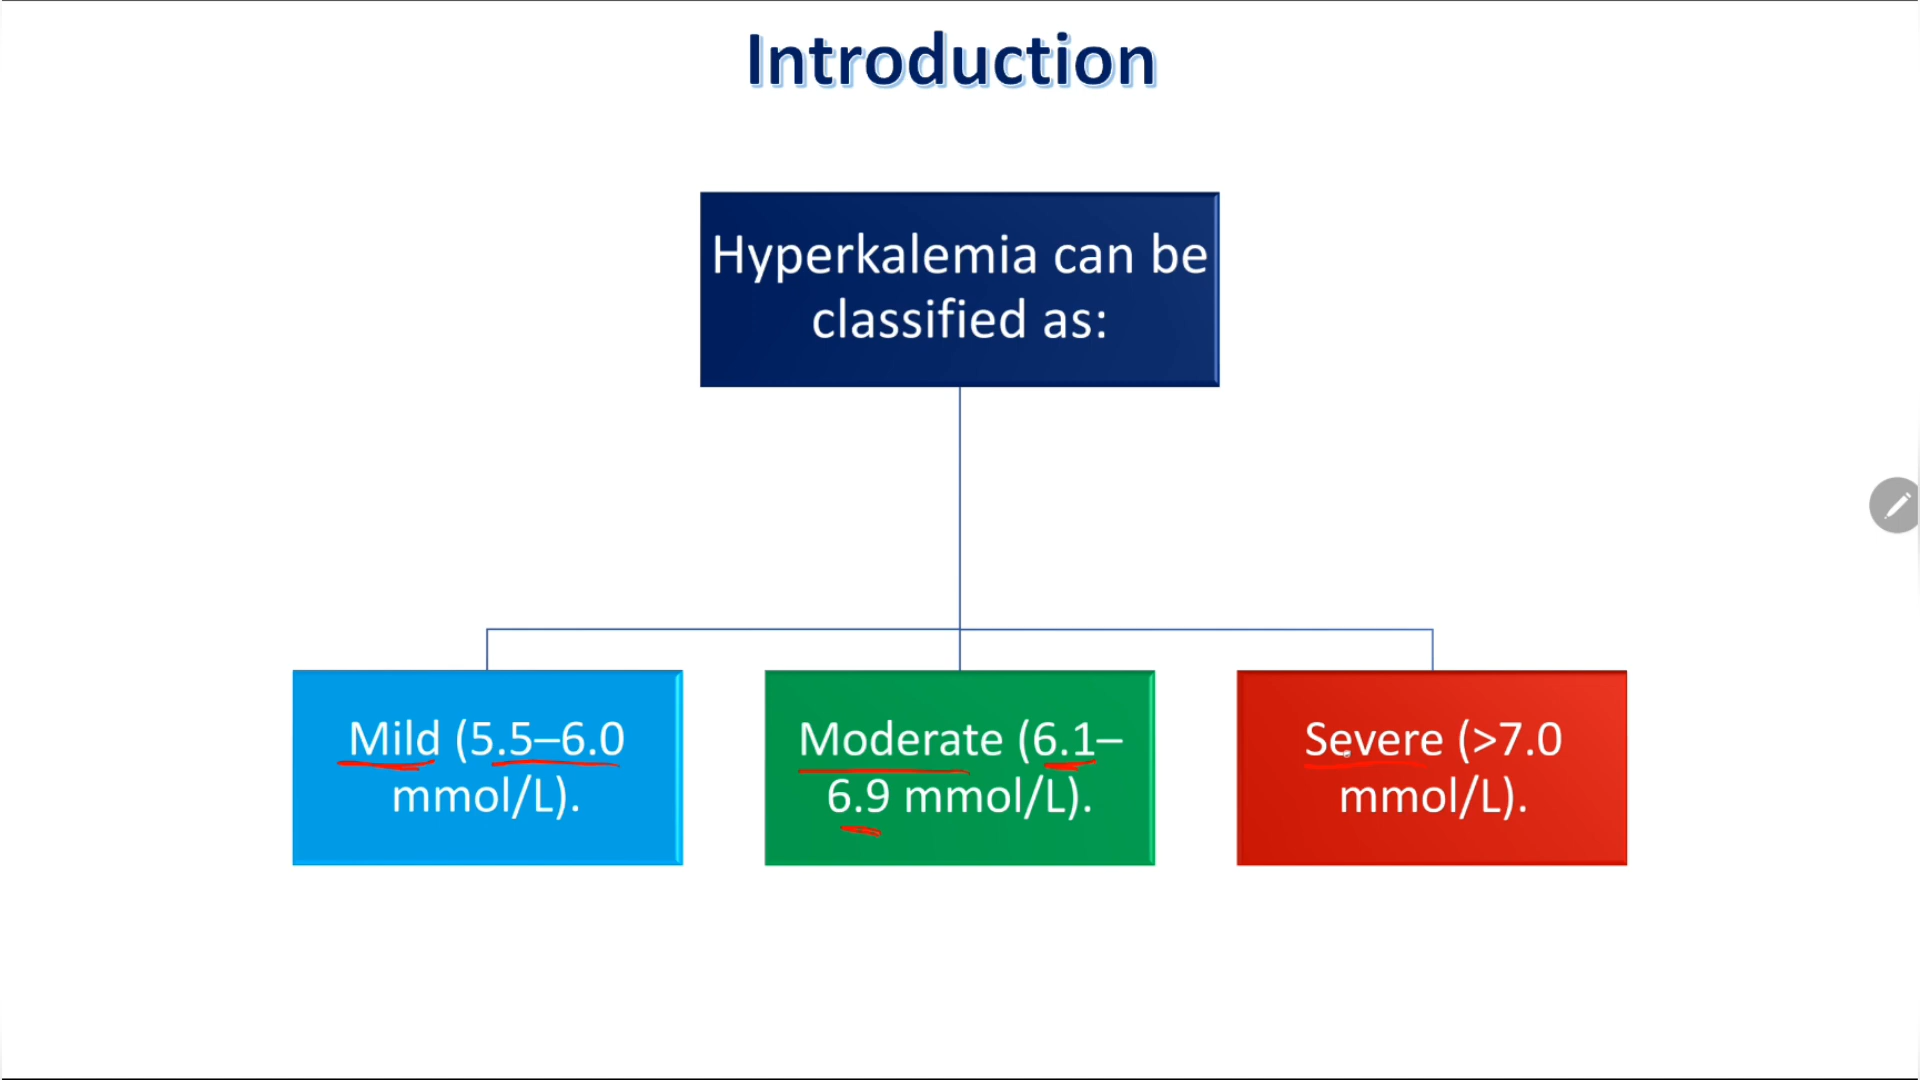 Introduction
Hyperkalemia can be
classified as:
Mild (5.5–6.0
mmol/L).
Moderate (6.1–
6.9 mmol/L).
Severe (>7.0
mmol/L).